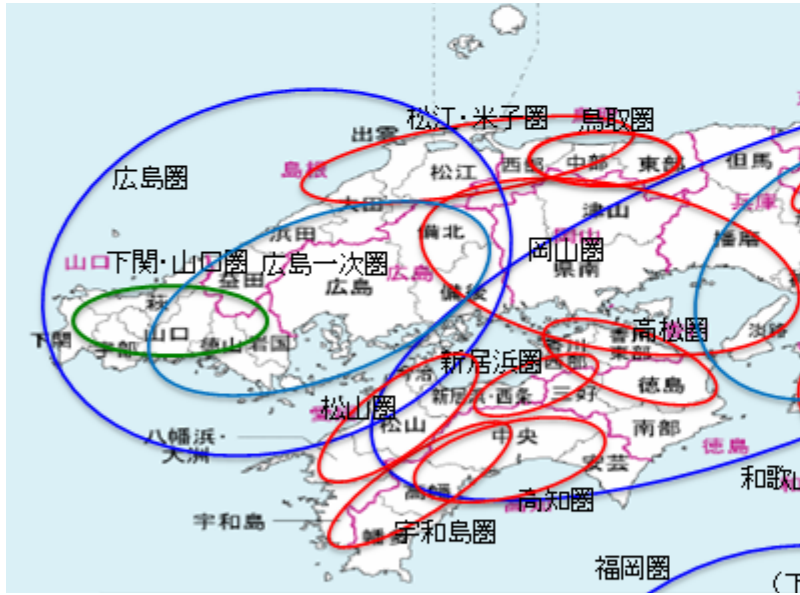 松江・米子圏
鳥取圏
出雲
島根
松江
西部
中部
東部
但馬
広島圏
兵庫
津山
備北
浜田
岡山圏
播磨
山口
下関・山口圏
広島一次圏
広島
広島
県南
益田
備後
萩
山口
下関
宇部
徳山
岩国
高松圏
淡路
新居浜圏
今治
西部
東部
新居浜・西条
三好
徳島
松山圏
松山
中央
南部
八幡浜・
大洲
徳島
安芸
和歌山
高幡
高知圏
宇和島
宇和島圏
幡多
福岡圏
（下